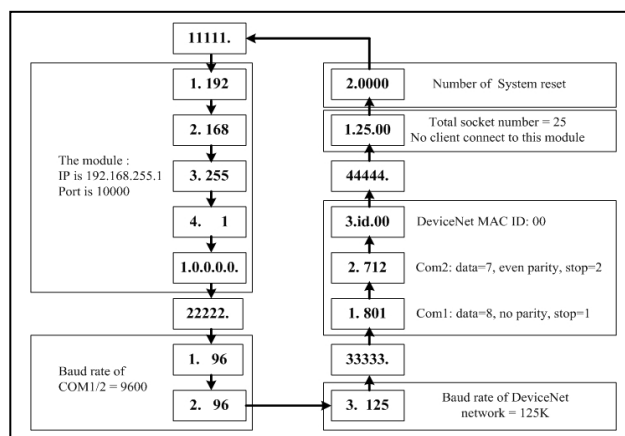 11111.
The module :
IP is 192.168.255.1
Port is 10000
1. 192
2. 168
3. 255
4. 1
1.0.0.0.0.
22222.
Baud rate of
COM1/2 = 9600
1. 96
2. 96
3. 125
Baud rate of DeviceNet
network = 125K
33333.
1. 801
Com1: data=8, no parity, stop=1
2. 712
Com2: data=7, even parity, stop=2
3.id.00
DeviceNet MAC ID: 00
44444.
1.25.00
Total socket number = 25
No client connect to this module
2.0000
Number of System reset